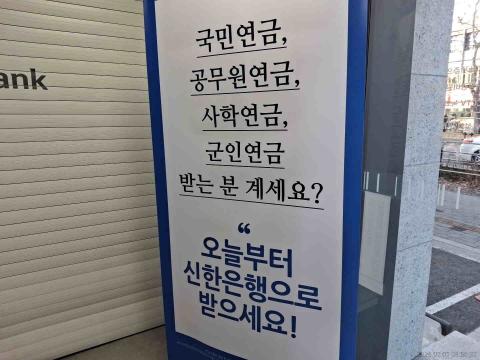 ank
국민연금,
공무원연금,
사학연금,
군인연금
받는 분 계세요?
“
오늘부터
신한은행으로
받으세요!